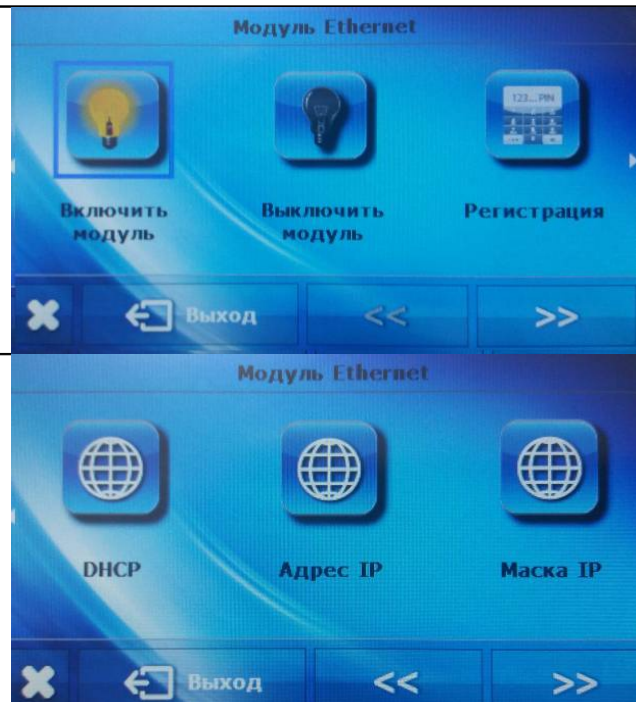 Модуль Ethernet
123...PIN
Включить
модуль
Выключить
модуль
Регистрация
Выход
<<
>>
Модуль Ethernet
DHCP
Адрес IP
Маска IP
Выход
<<
>>